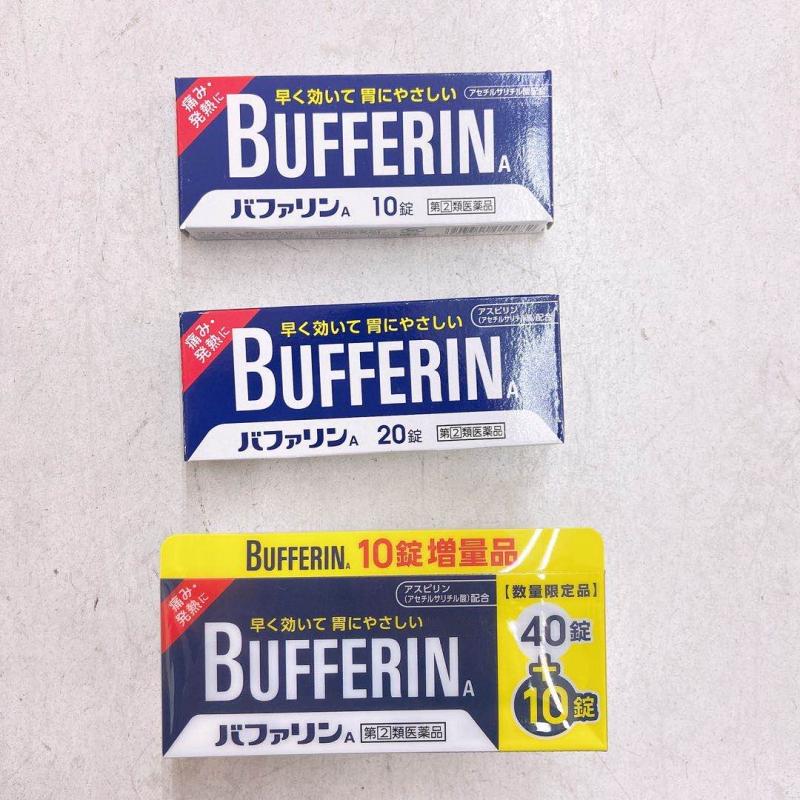 痛み・
発熱に
早く効いて 胃にやさしい
アセチルサリチル酸配合
BUFFERIN A
バファリンA 10錠 第②類医薬品
痛み・
発熱に
早く効いて 胃にやさしい
アスピリン
(アセチルサリチル酸)配合
BUFFERIN A
バファリンA 20錠 第②類医薬品
BUFFERIN A 10錠増量品
痛み・
発熱に
アスピリン
(アセチルサリチル酸)配合
早く効いて 胃にやさしい
BUFFERIN A
バファリンA 第②類医薬品
【数量限定品】
40錠
+
10錠